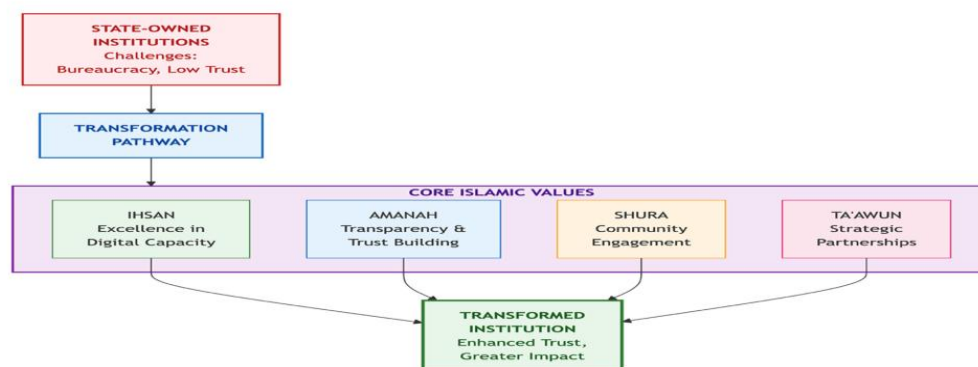 STATE-OWNED
INSTITUTIONS
Challenges:
Bureaucracy, Low Trust
TRANSFORMATION
PATHWAY
CORE ISLAMIC VALUES
IHSAN
Excellence in
Digital Capacity
AMANAH
Transparency &
Trust Building
SHURA
Community
Engagement
TA'AWUN
Strategic
Partnerships
TRANSFORMED
INSTITUTION
Enhanced Trust,
Greater Impact